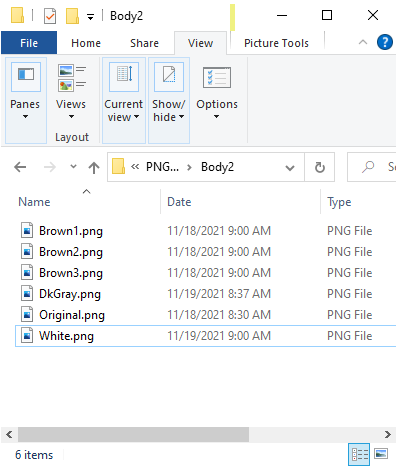 Body2
File Home Share View Picture Tools
Panes Views Current view Show/ hide Options
Layout
PNG... Body2
Name Date Type
Brown1.png 11/18/2021 9:00 AM PNG File
Brown2.png 11/18/2021 9:00 AM PNG File
Brown3.png 11/18/2021 9:00 AM PNG File
DkGray.png 11/19/2021 8:37 AM PNG File
Original.png 11/18/2021 8:30 AM PNG File
White.png 11/19/2021 9:00 AM PNG File
6 items